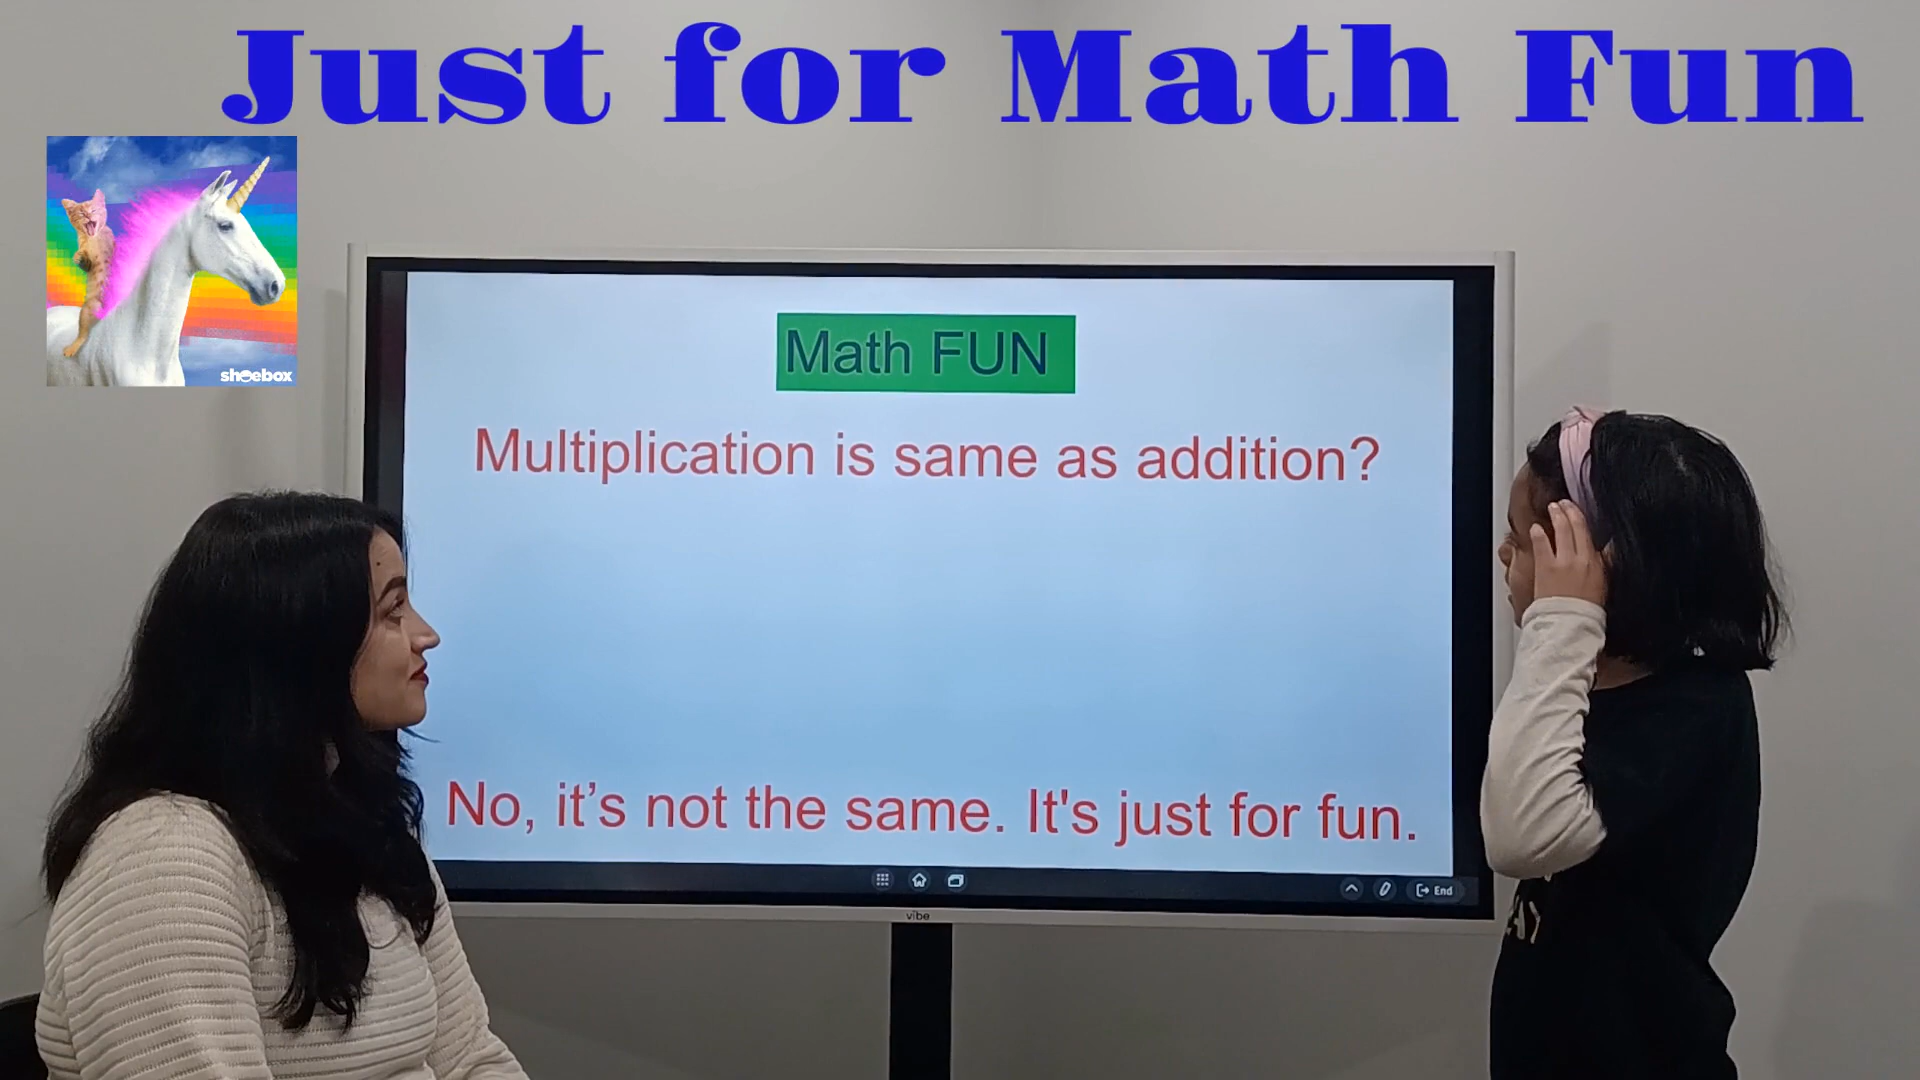 Just for Math Fun
shoebox
Math FUN
Multiplication is same as addition?
No, it’s not the same. It's just for fun.
End
vibe